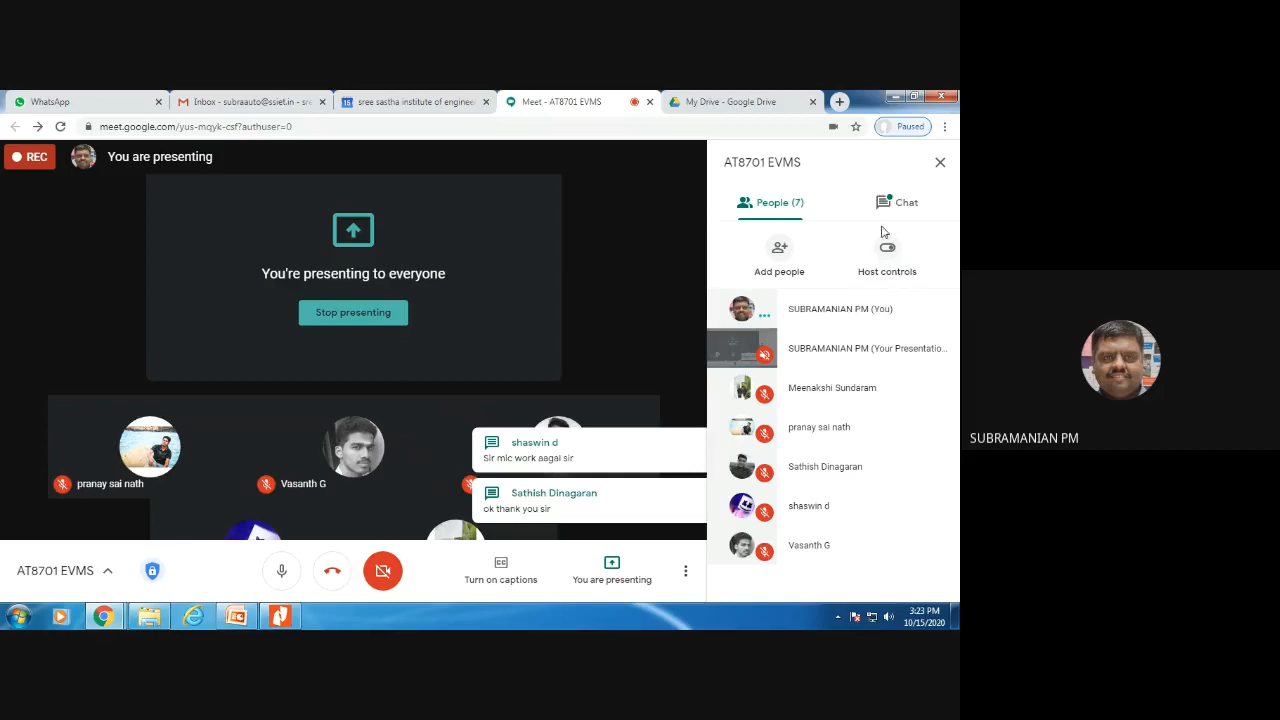 WhatsApp
Inbox - subraauto@ssiet.in - sre
sree sastha institute of enginee
Meet - AT8701 EVMS
My Drive - Google Drive
meet.google.com/yus-mqyk-csf?authuser=0
Paused
REC
You are presenting
AT8701 EVMS
People (7)
Chat
Add people
Host controls
You're presenting to everyone
Stop presenting
SUBRAMANIAN PM (You)
SUBRAMANIAN PM (Your Presentatio...
Meenakshi Sundaram
pranay sai nath
Sathish Dinagaran
shaswin d
Vasanth G
pranay sai nath
Vasanth G
shaswin d
Sir mic work aagai sir
Sathish Dinagaran
ok thank you sir
AT8701 EVMS
Turn on captions
You are presenting
3:23 PM
10/15/2020
SUBRAMANIAN PM